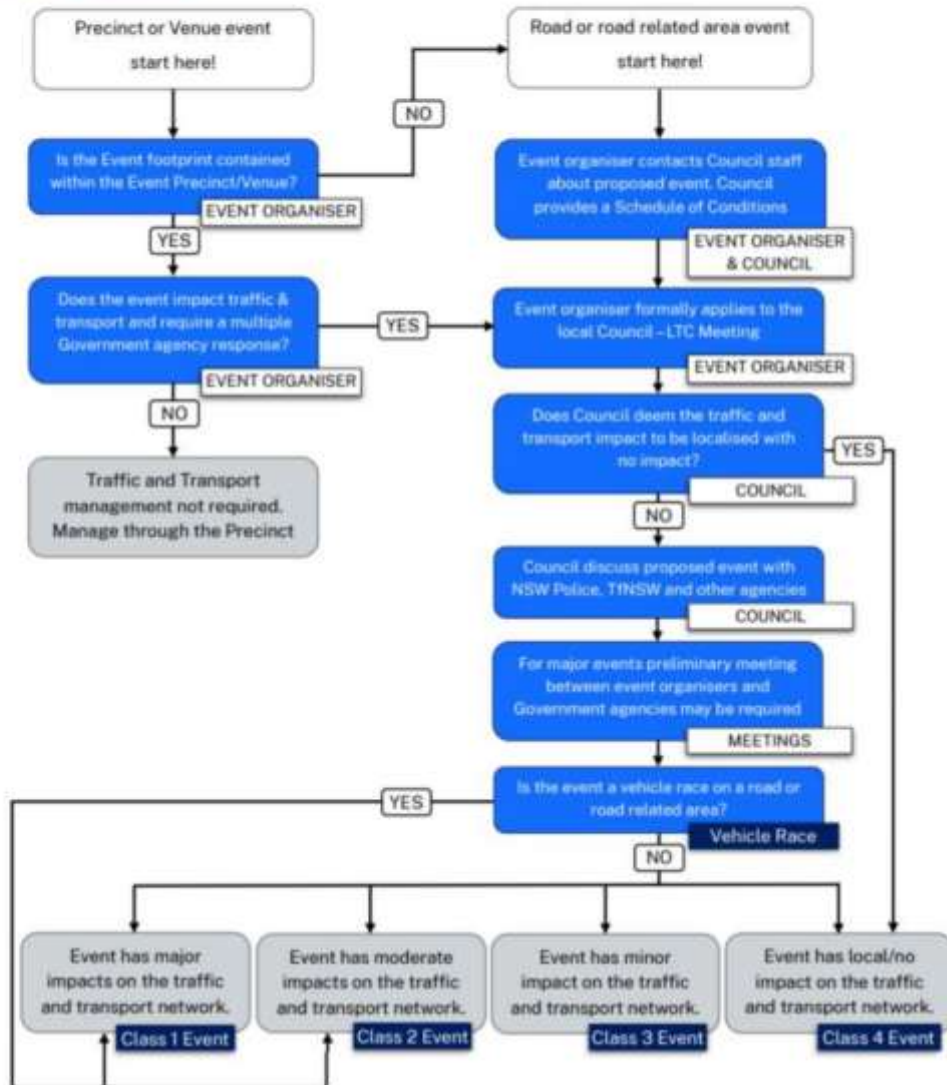 Precinct or Venue event
start here!
Road or road related area event
start here!
NO
Is the Event footprint contained
within the Event Precinct/Venue?
EVENT ORGANISER
YES
Event organiser contacts Council staff
about proposed event. Council
provides a Schedule of Conditions
EVENT ORGANISER
& COUNCIL
Does the event impact traffic &
transport and require a multiple
Government agency response?
EVENT ORGANISER
YES
NO
Event organiser formally applies to the
local Council – LTC Meeting
EVENT ORGANISER
Traffic and Transport
management not required.
Manage through the Precinct
Does Council deem the traffic and
transport impact to be localised with
no impact?
COUNCIL
YES
NO
Council discuss proposed event with
NSW Police, TfNSW and other agencies
COUNCIL
For major events preliminary meeting
between event organisers and
Government agencies may be required
MEETINGS
Is the event a vehicle race on a road or
road related area?
Vehicle Race
YES
NO
Event has major
impacts on the traffic
and transport network.
Class 1 Event
Event has moderate
impacts on the traffic
and transport network.
Class 2 Event
Event has minor
impact on the traffic
and transport network.
Class 3 Event
Event has local/no
impact on the traffic
and transport network.
Class 4 Event